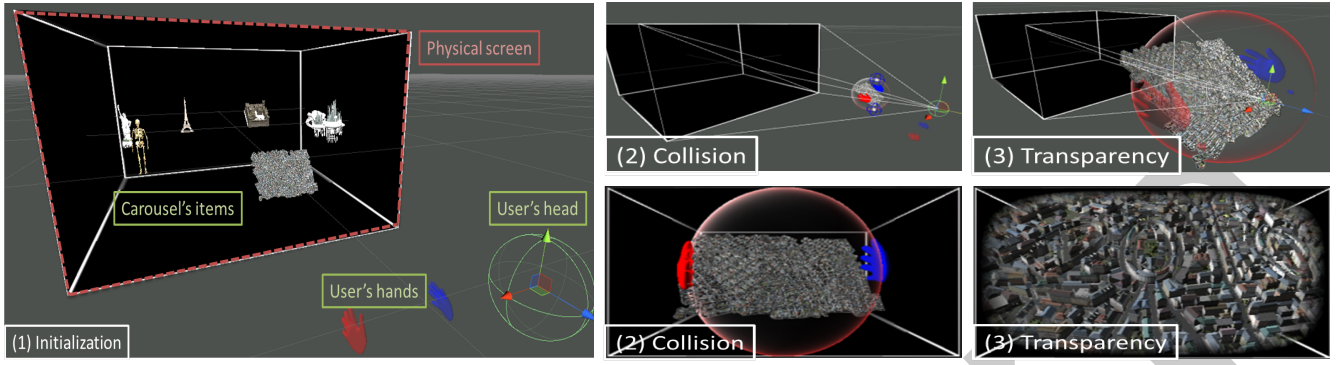 Physical screen
Carousel's items
User's head
User's hands
(1) Initialization
(2) Collision
(3) Transparency
(2) Collision
(3) Transparency